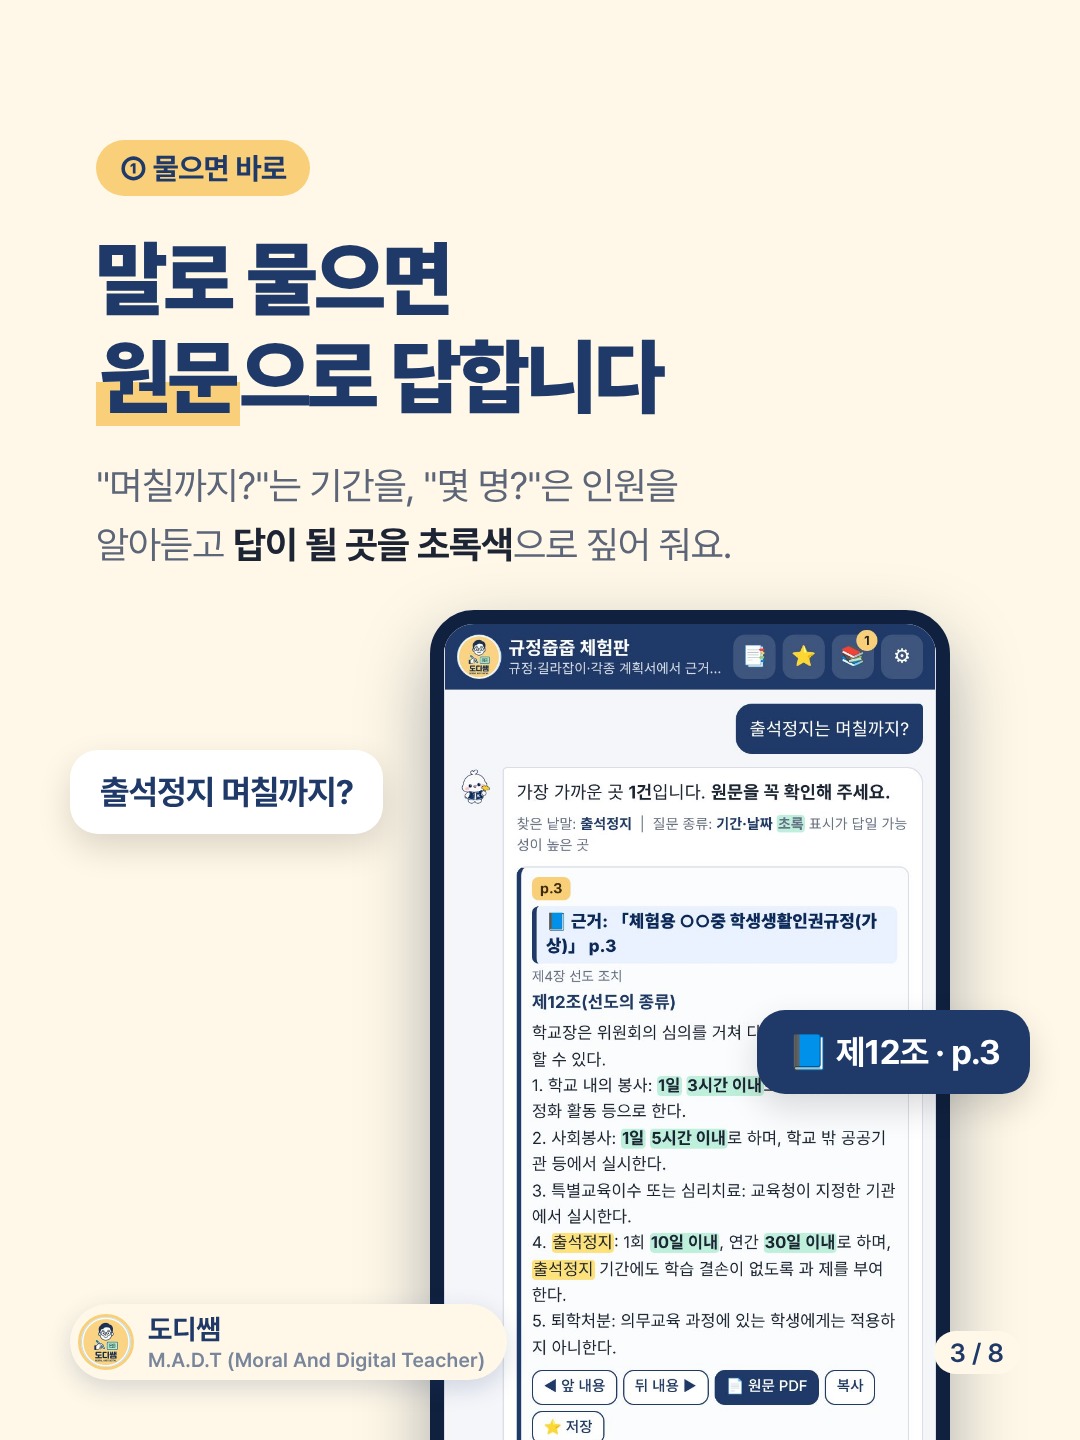 ① 물으면 바로
말로 물으면
원문으로 답합니다
"며칠까지?"는 기간을, "몇 명?"은 인원을
알아듣고 답이 될 곳을 초록색으로 짚어 줘요.
규정줍줍 체험판
규정·길라잡이·각종 계획서에서 근거...
1
출석정지는 며칠까지?
출석정지 며칠까지?
가장 가까운 곳 1건입니다. 원문을 꼭 확인해 주세요.
찾은 낱말: 출석정지 | 질문 종류: 기간·날짜 초록 표시가 답일 가능
성이 높은 곳
p.3
📘 근거: 「체험용 ○○중 학생생활인권규정(가
상)」 p.3
제4장 선도 조치
제12조(선도의 종류)
학교장은 위원회의 심의를 거쳐
할 수 있다.
📘 제12조 · p.3
1. 학교 내의 봉사: 1일 3시간 이내
정화 활동 등으로 한다.
2. 사회봉사: 1일 5시간 이내로 하며, 학교 밖 공공기
관 등에서 실시한다.
3. 특별교육이수 또는 심리치료: 교육청이 지정한 기관
에서 실시한다.
4. 출석정지: 1회 10일 이내, 연간 30일 이내로 하며,
출석정지 기간에도 학습 결손이 없도록 과 제를 부여
한다.
5. 퇴학처분: 의무교육 과정에 있는 학생에게는 적용하
지 아니한다.
◀ 앞 내용 뒤 내용 ▶ 📄 원문 PDF 복사
⭐ 저장
도디쌤
도디쌤
M.A.D.T (Moral And Digital Teacher)
3 / 8